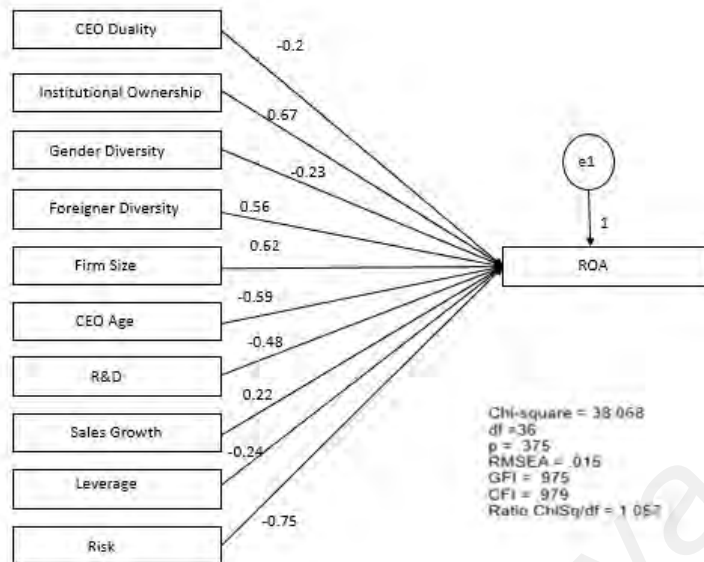 CEO Duality
-0.2
Institutional Ownership
0.67
Gender Diversity
-0.23
Foreigner Diversity
0.56
0.62
Firm Size
-0.59
CEO Age
-0.48
R&D
0.22
Sales Growth
-0.24
Leverage
-0.75
Risk
e1
1
ROA
Chi-square = 38 068
df =36
p = 375
RMSEA = 015
GFI = 975
CFI = 979
Ratio ChiSq/df = 1 057